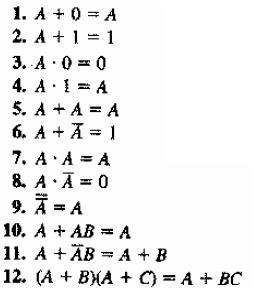 1. A + 0 = A
2. A + 1 = 1
3. A · 0 = 0
4. A · 1 = A
5. A + A = A
6. A + A̅ = 1
7. A · A = A
8. A · A̅ = 0
9. A̿ = A
10. A + AB = A
11. A + A̅B = A + B
12. (A + B)(A + C) = A + BC